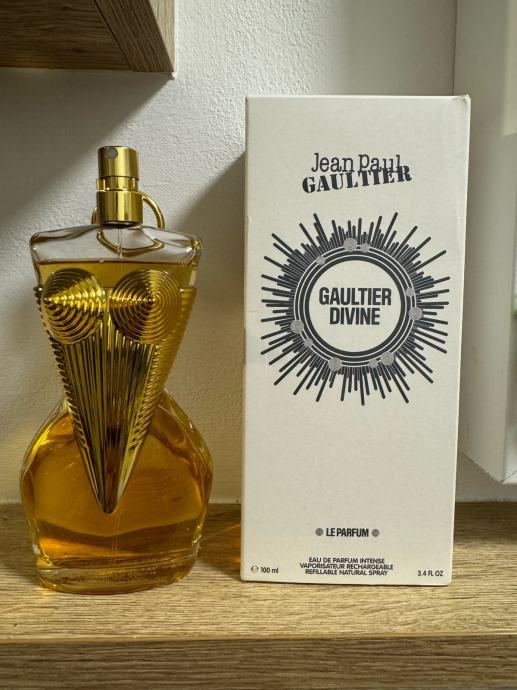 Jean Paul
GAULTIER
GAULTIER
DIVINE
LE PARFUM
EAU DE PARFUM INTENSE
VAPORISATEUR RECHARGEABLE
℮ 100 ml REFILLABLE NATURAL SPRAY 3.4 FL OZ